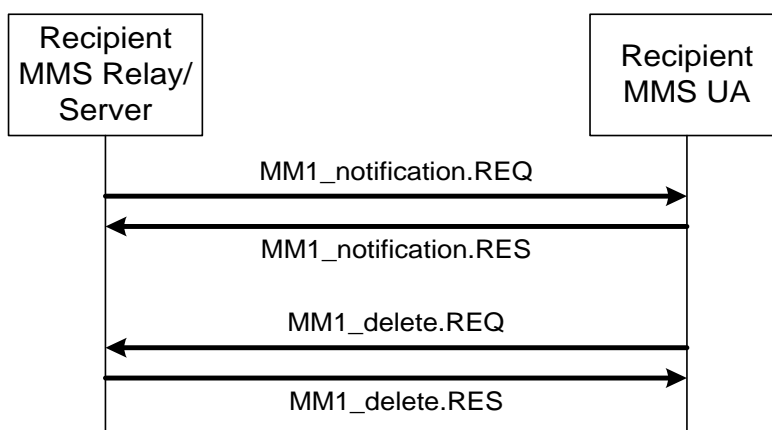 Recipient
MMS Relay/
Server
Recipient
MMS UA
MM1_notification.REQ
MM1_notification.RES
MM1_delete.REQ
MM1_delete.RES